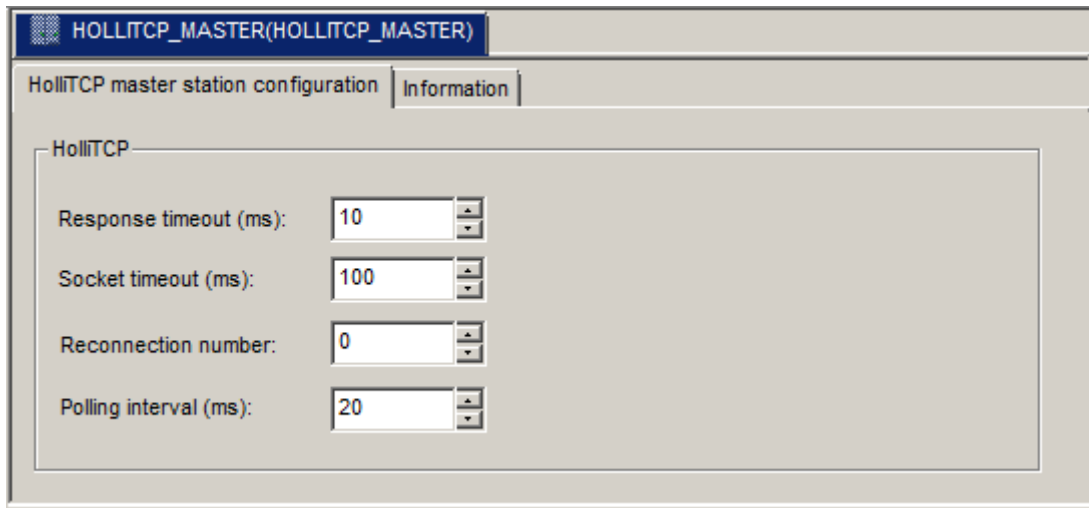 HOLLITCP_MASTER(HOLLITCP_MASTER)
HolliTCP master station configuration Information
HolliTCP
Response timeout (ms): 10
Socket timeout (ms): 100
Reconnection number: 0
Polling interval (ms): 20